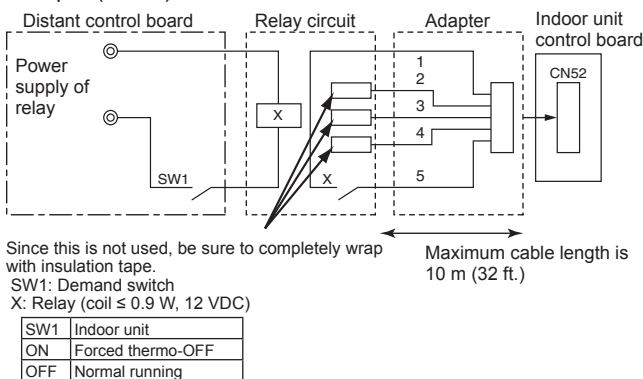 Distant control board
Relay circuit
Adapter
Indoor unit
control board
Power
supply of
relay
X
SW1
X
1
2
3
4
5
CN52
Since this is not used, be sure to completely wrap
with insulation tape.
SW1: Demand switch
X: Relay (coil ≤ 0.9 W, 12 VDC)
Maximum cable length is
10 m (32 ft.)
SW1 Indoor unit
ON Forced thermo-OFF
OFF Normal running